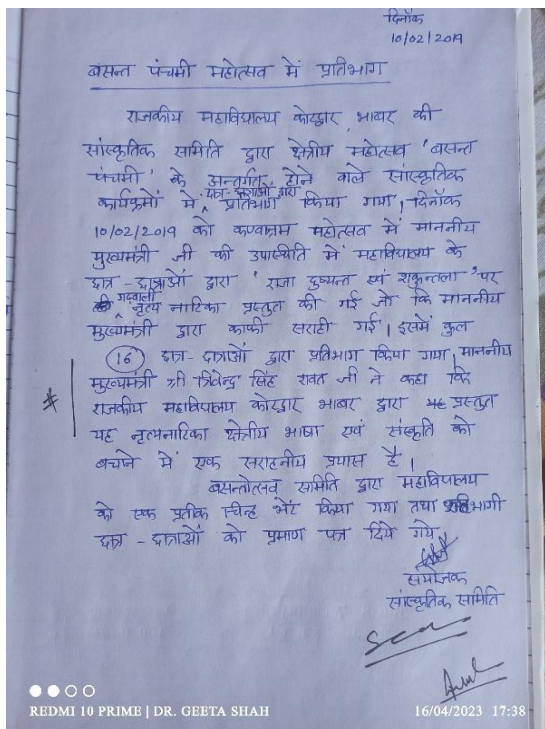 दिनाँक
10/02/2019
बसन्त पंचमी महोत्सव में प्रतिभाग
राजकीय महाविद्यालय कोटद्वार भाबर की
सांस्कृतिक समिति द्वारा क्षेत्रीय महोत्सव 'बसन्त
पंचमी' के अन्तर्गत होने वाले सांस्कृतिक
कार्यक्रमों में छात्र-छात्राओं द्वारा प्रतिभाग किया गया। दिनाँक
10/02/2019 को कण्वाश्रम महोत्सव में माननीय
मुख्यमंत्री जी की उपस्थिति में महाविद्यालय के
छात्र-छात्राओं द्वारा 'राजा दुष्यन्त एवं शकुन्तला' पर
गढ़वाली नृत्य नाटिका प्रस्तुत की गई जो कि माननीय
मुख्यमंत्री द्वारा काफी सराही गई। इसमें कुल
16 छात्र-छात्राओं द्वारा प्रतिभाग किया गया। माननीय
मुख्यमंत्री श्री त्रिवेन्द्र सिंह रावत जी ने कहा कि
# राजकीय महाविद्यालय कोटद्वार भाबर द्वारा प्रस्तुत
यह नृत्यनाटिका क्षेत्रीय भाषा एवं संस्कृति को
बचाने में एक सराहनीय प्रयास है।
बसन्तोत्सव समिति द्वारा महाविद्यालय
को एक प्रतीक चिन्ह भेंट किया गया तथा प्रतिभागी
छात्र-छात्राओं को प्रमाण पत्र दिये गये
संयोजक
सांस्कृतिक समिति
REDMI 10 PRIME | DR. GEETA SHAH
16/04/2023 17:38